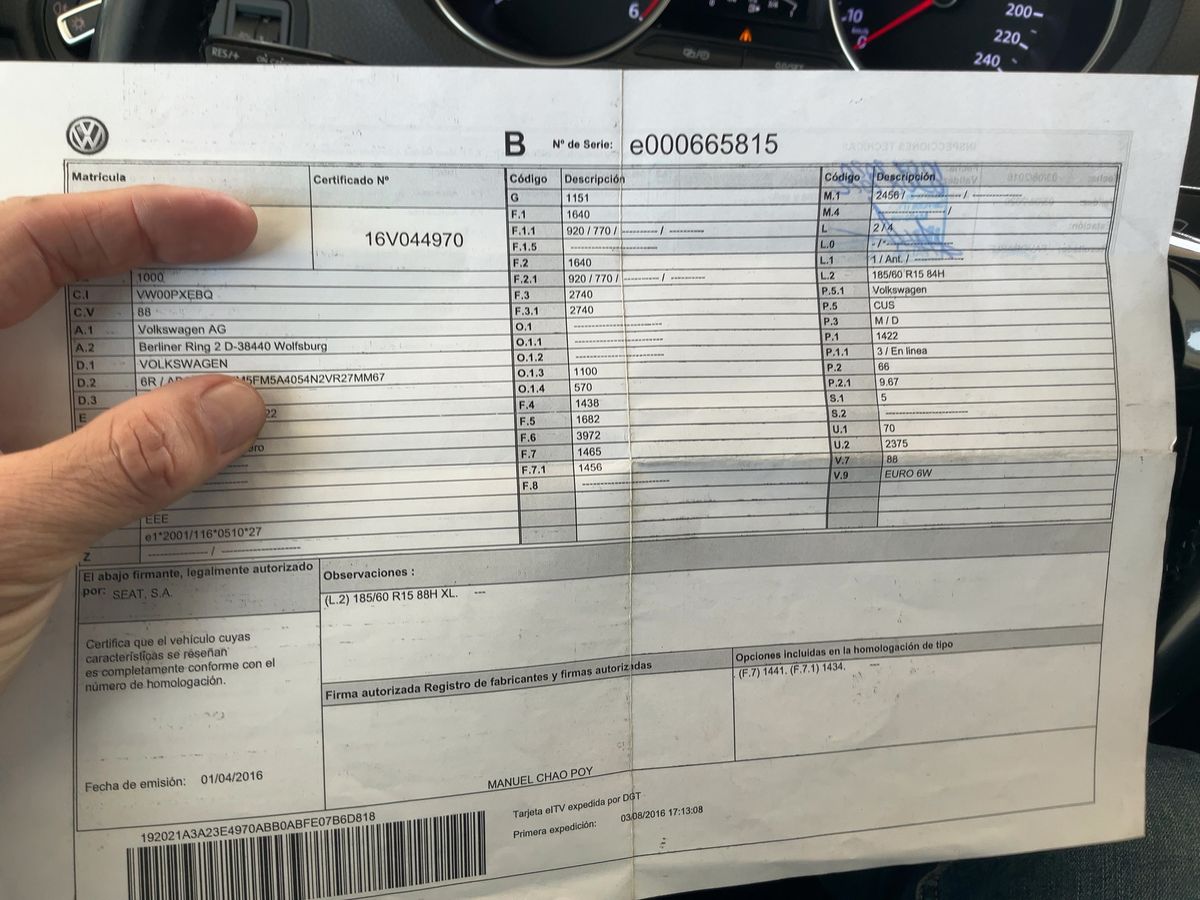 6
10
0
200
220
240
RES/+
B Nº de Serie: e000665815
Matrícula
Certificado Nº
16V044970
1000
C.I VW00PXEBQ
C.V 88
A.1 Volkswagen AG
A.2 Berliner Ring 2 D-38440 Wolfsburg
D.1 VOLKSWAGEN
D.2 6R / M5FM5A4054N2VR27MM67
D.3
E 22
EEE
e1*2001/116*0510*27
Z ---------------- / --------------------
Código Descripción
G 1151
F.1 1640
F.1.1 920 / 770 / --------- / ---------
F.1.5 ----------------------
F.2 1640
F.2.1 920 / 770 / --------- / ---------
F.3 2740
F.3.1 2740
O.1 ----------------------
O.1.1 ----------------------
O.1.2 ----------------------
O.1.3 1100
O.1.4 570
F.4 1438
F.5 1682
F.6 3972
F.7 1465
F.7.1 1456
F.8 ----------------------
Código Descripción
M.1 2456 / ------------- / -------------
M.4 --------------- /
L 2 / 4
L.0 - / -----------------
L.1 1 / Ant. / -------------
L.2 185/60 R15 84H
P.5.1 Volkswagen
P.5 CUS
P.3 M / D
P.1 1422
P.1.1 3 / En linea
P.2 66
P.2.1 9.67
S.1 5
S.2 ---------------------
U.1 70
U.2 2375
V.7 88
V.9 EURO 6W
El abajo firmante, legalmente autorizado
por: SEAT, S.A.
Certifica que el vehículo cuyas
características se reseñan
es completamente conforme con el
número de homologación.
Fecha de emisión: 01/04/2016
Observaciones :
(L.2) 185/60 R15 88H XL. ---
Firma autorizada Registro de fabricantes y firmas autorizadas
MANUEL CHAO POY
Opciones incluidas en la homologación de tipo
(F.7) 1441. (F.7.1) 1434. ---
192021A3A23E4970ABB0ABFE07B6D818
Tarjeta eITV expedida por DGT
Primera expedición: 03/08/2016 17:13:08